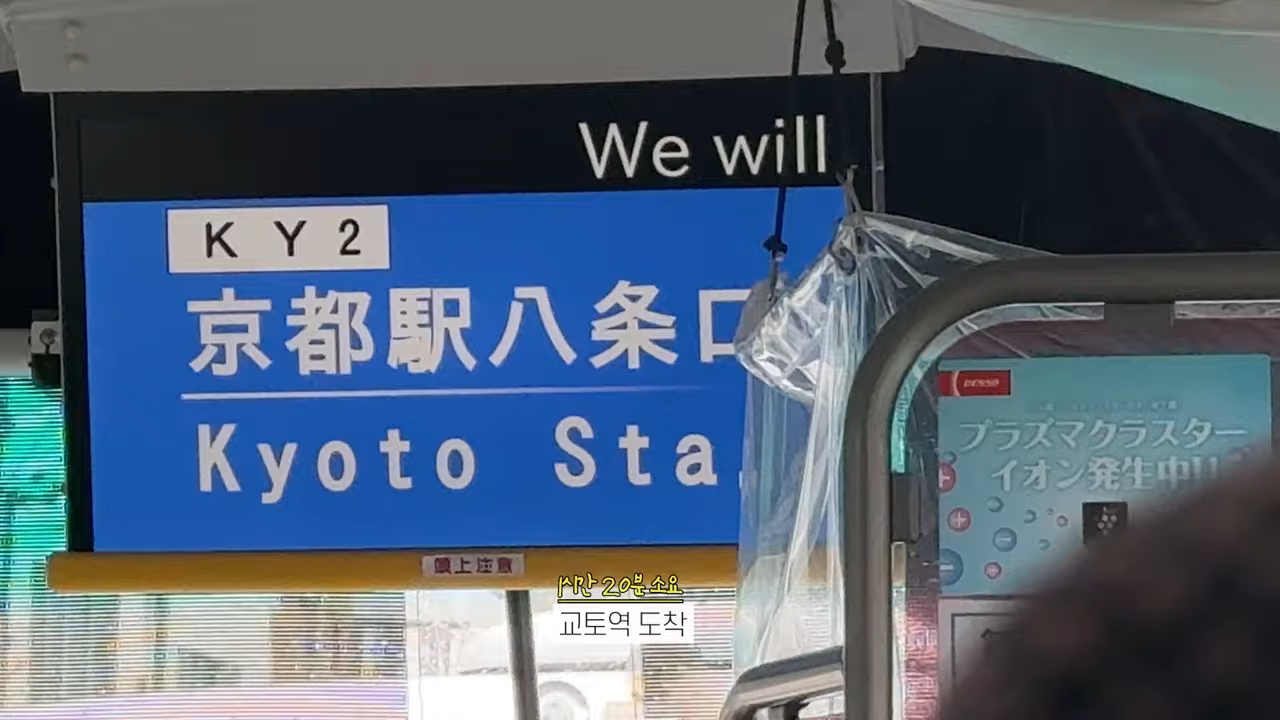 We will
KY2
京都駅八条口
Kyoto Sta.
頭上注意
1시간 20분 소요
교토역 도착
DENSO
プラズマクラスター
イオン発生中!!